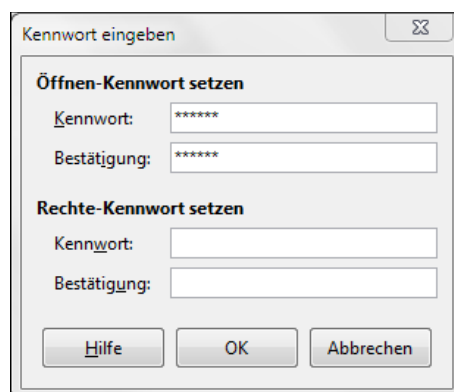 Kennwort eingeben
Öffnen-Kennwort setzen
Kennwort: ******
Bestätigung: ******
Rechte-Kennwort setzen
Kennwort:
Bestätigung:
Hilfe OK Abbrechen